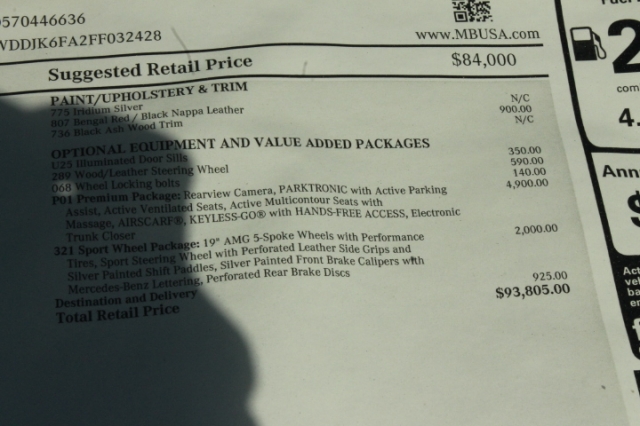 0570446636
WDDJK6FA2FF032428
www.MBUSA.com
Suggested Retail Price $84,000
PAINT/UPHOLSTERY & TRIM
775 Iridium Silver N/C
807 Bengal Red / Black Nappa Leather 900.00
736 Black Ash Wood Trim N/C
OPTIONAL EQUIPMENT AND VALUE ADDED PACKAGES
U25 Illuminated Door Sills 350.00
289 Wood/Leather Steering Wheel 590.00
068 Wheel Locking bolts 140.00
P01 Premium Package: Rearview Camera, PARKTRONIC with Active Parking 4,900.00
Assist, Active Ventilated Seats, Active Multicontour Seats with
Massage, AIRSCARF®, KEYLESS-GO® with HANDS-FREE ACCESS, Electronic
Trunk Closer
321 Sport Wheel Package: 19" AMG 5-Spoke Wheels with Performance 2,000.00
Tires, Sport Steering Wheel with Perforated Leather Side Grips and
Silver Painted Shift Paddles, Silver Painted Front Brake Calipers with
Mercedes-Benz Lettering, Perforated Rear Brake Discs
Destination and Delivery 925.00
Total Retail Price $93,805.00
2
com
4.
Ann
$
Act